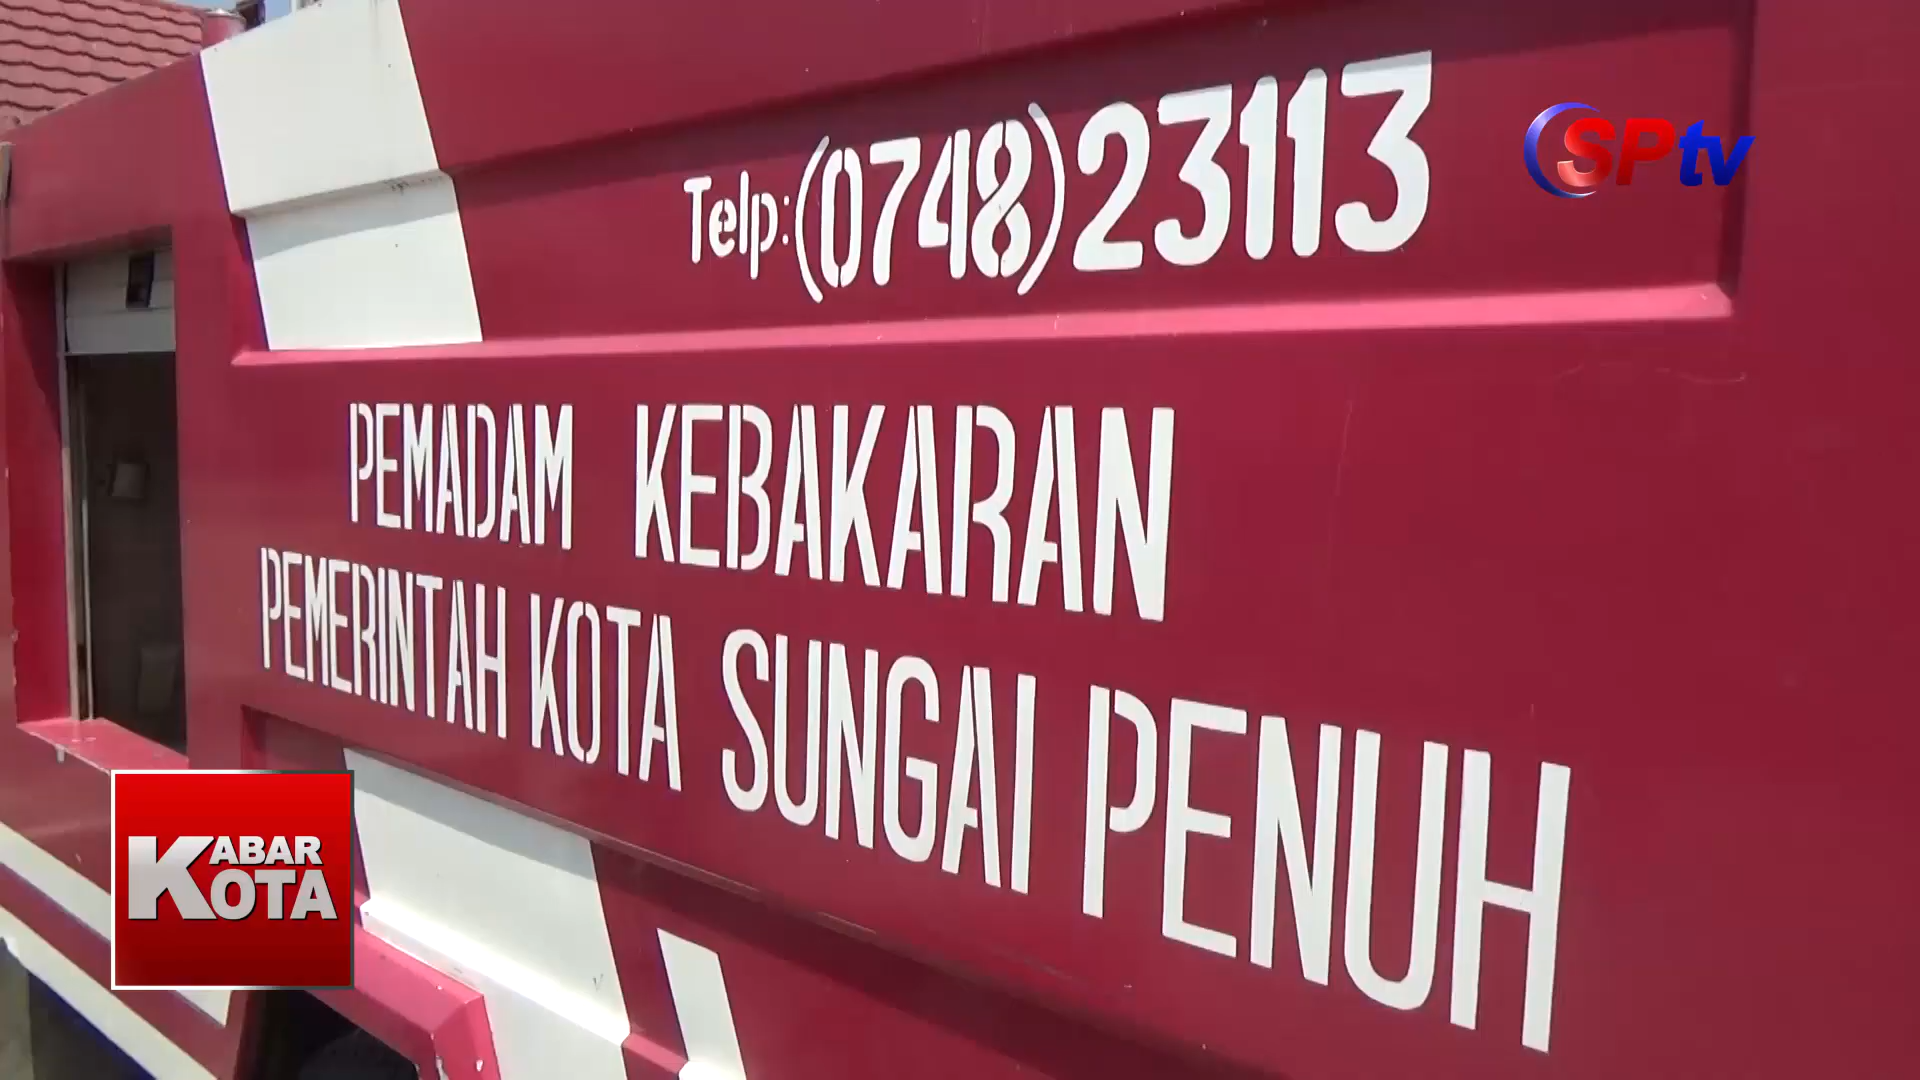 Telp:(0748)23113
SPtv
PEMADAM KEBAKARAN
PEMERINTAH KOTA SUNGAI PENUH
KABAR
KOTA